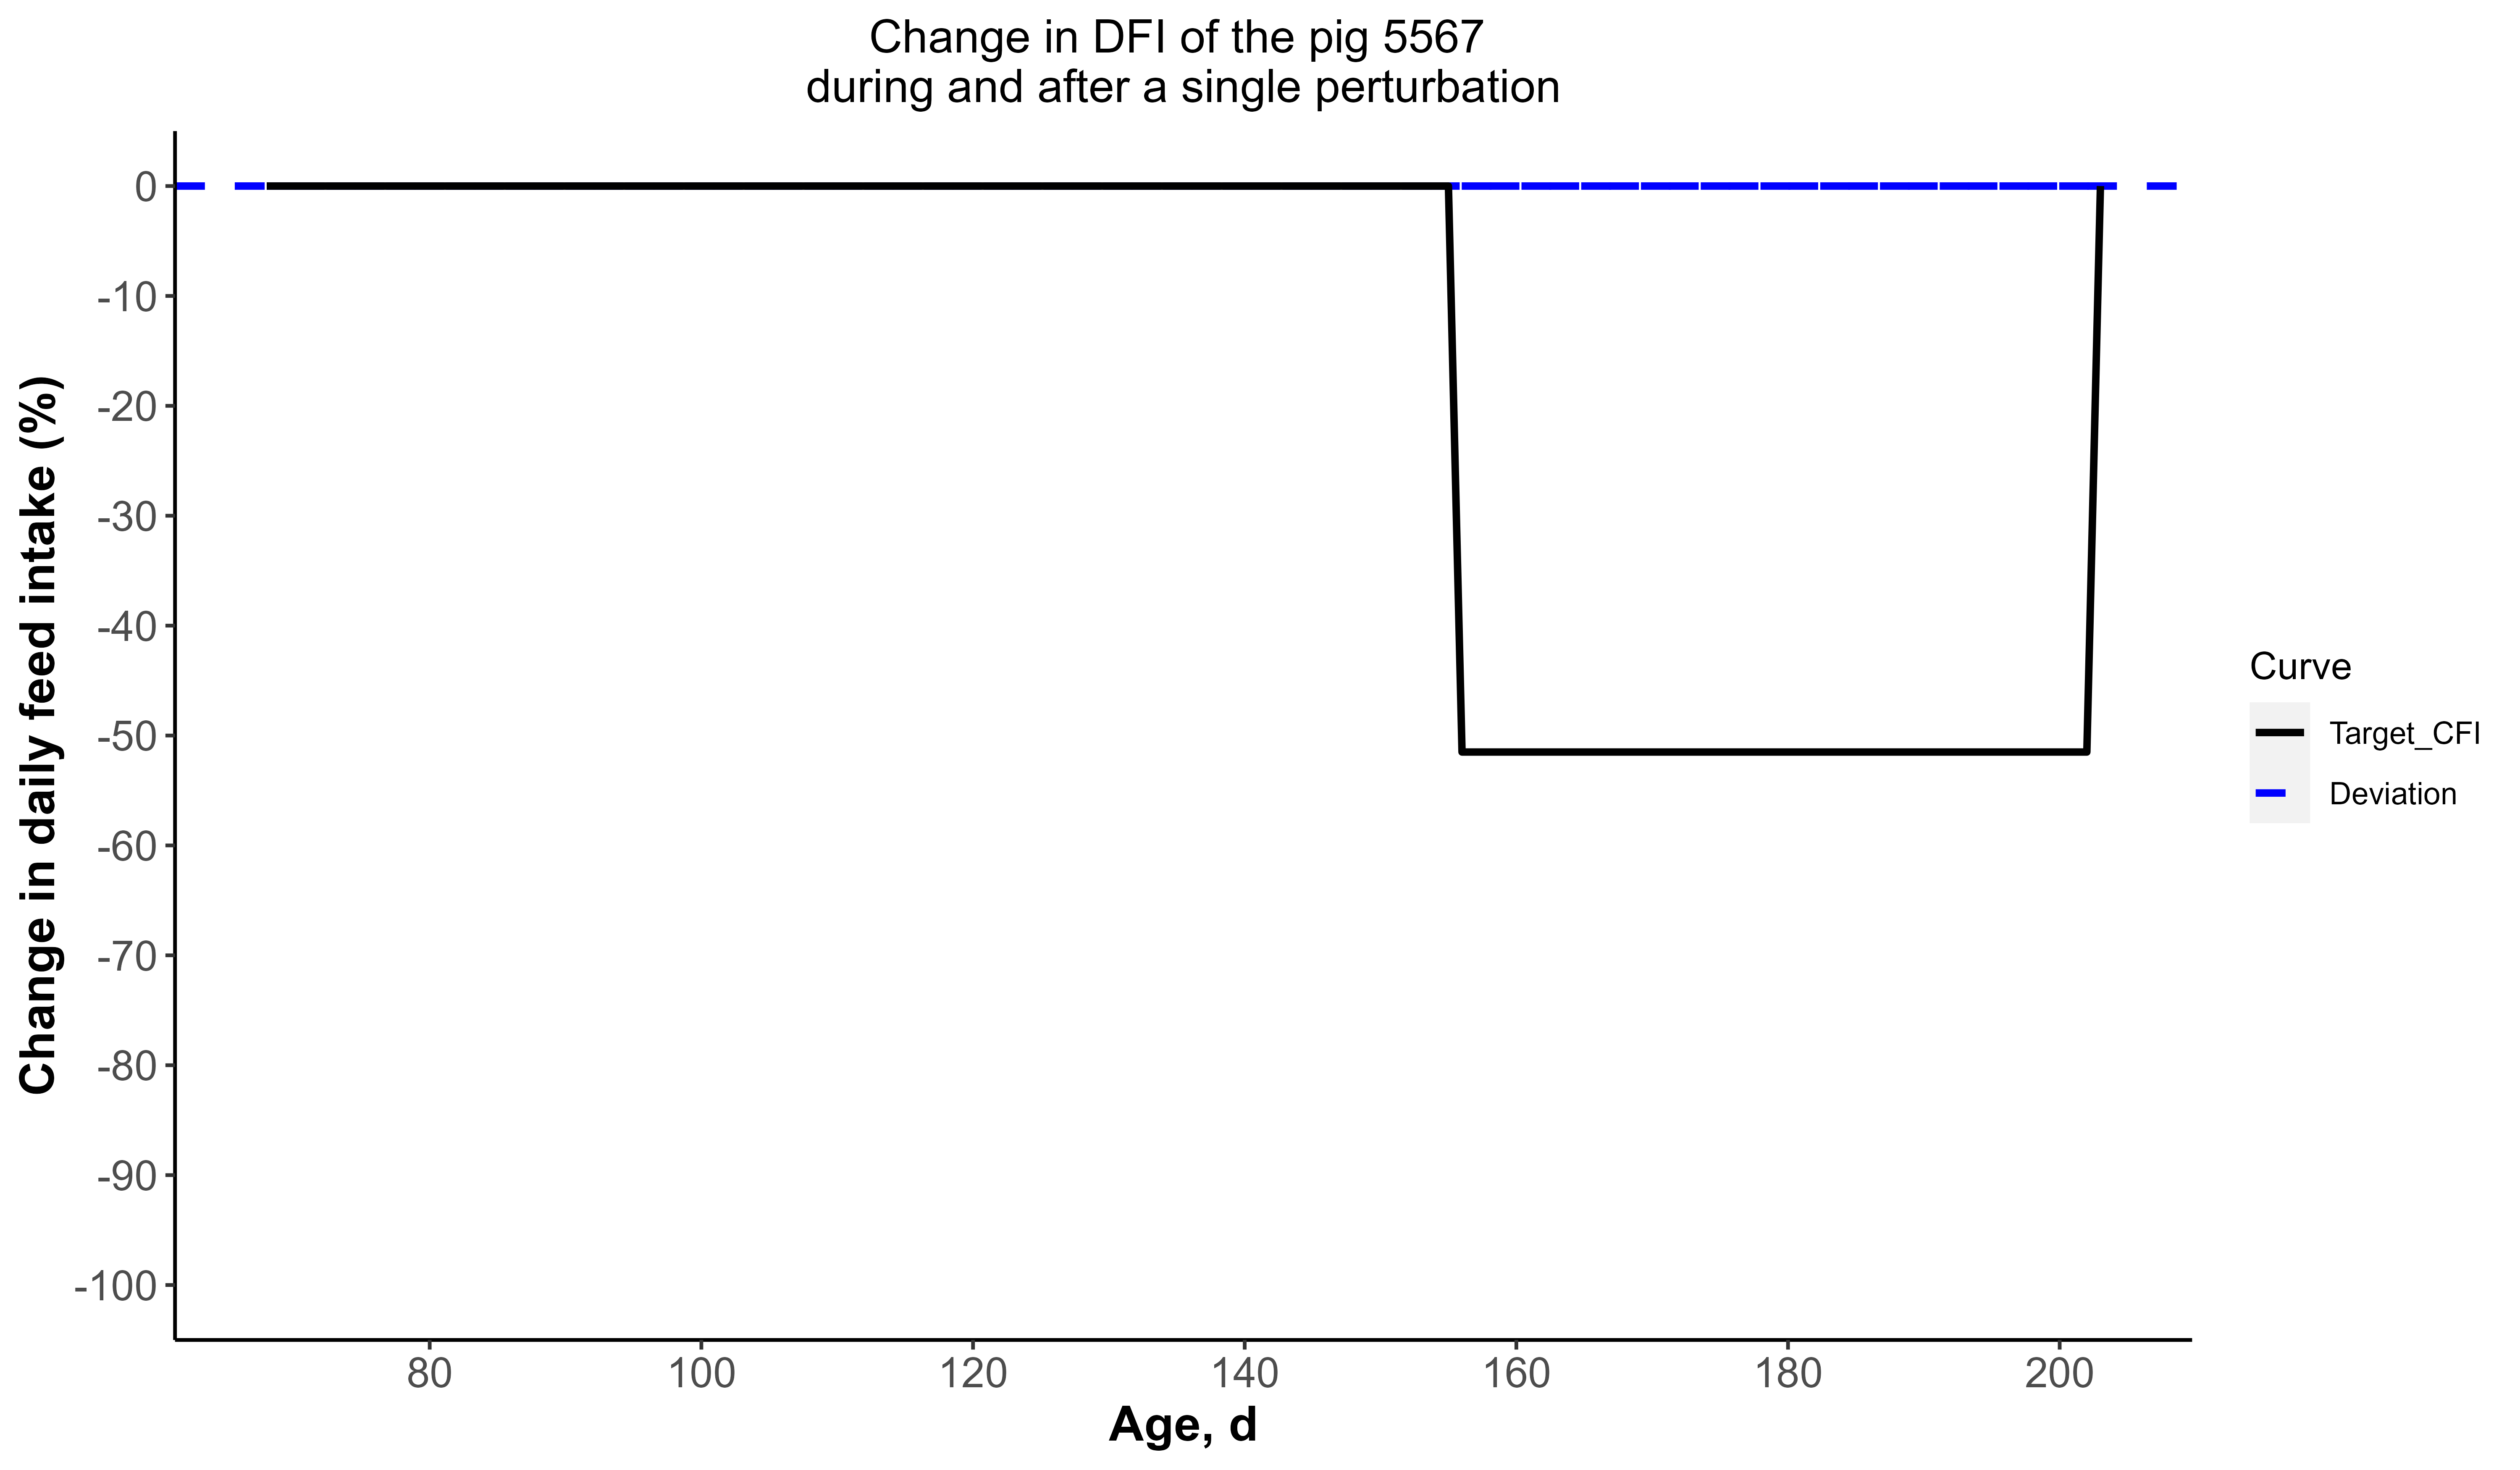 Change in DFI of the pig 5567
during and after a single perturbation
Change in daily feed intake (%)
0
-10
-20
-30
-40
-50
-60
-70
-80
-90
-100
80
100
120
140
160
180
200
Age, d
Curve
Target_CFI
Deviation